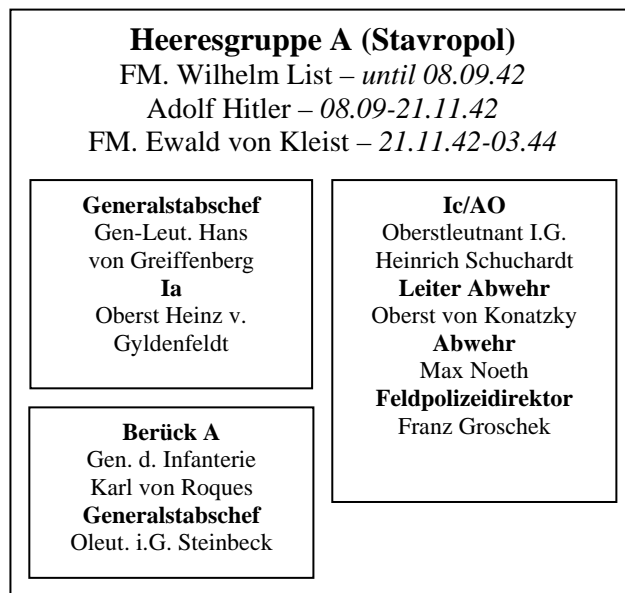 Heeresgruppe A (Stavropol)
FM. Wilhelm List – until 08.09.42
Adolf Hitler – 08.09-21.11.42
FM. Ewald von Kleist – 21.11.42-03.44
Generalstabschef
Gen-Leut. Hans
von Greiffenberg
Ia
Oberst Heinz v.
Gyldenfeldt
Berück A
Gen. d. Infanterie
Karl von Roques
Generalstabschef
Oleut. i.G. Steinbeck
Ic/AO
Oberstleutnant I.G.
Heinrich Schuchardt
Leiter Abwehr
Oberst von Konatzky
Abwehr
Max Noeth
Feldpolizeidirektor
Franz Groschek